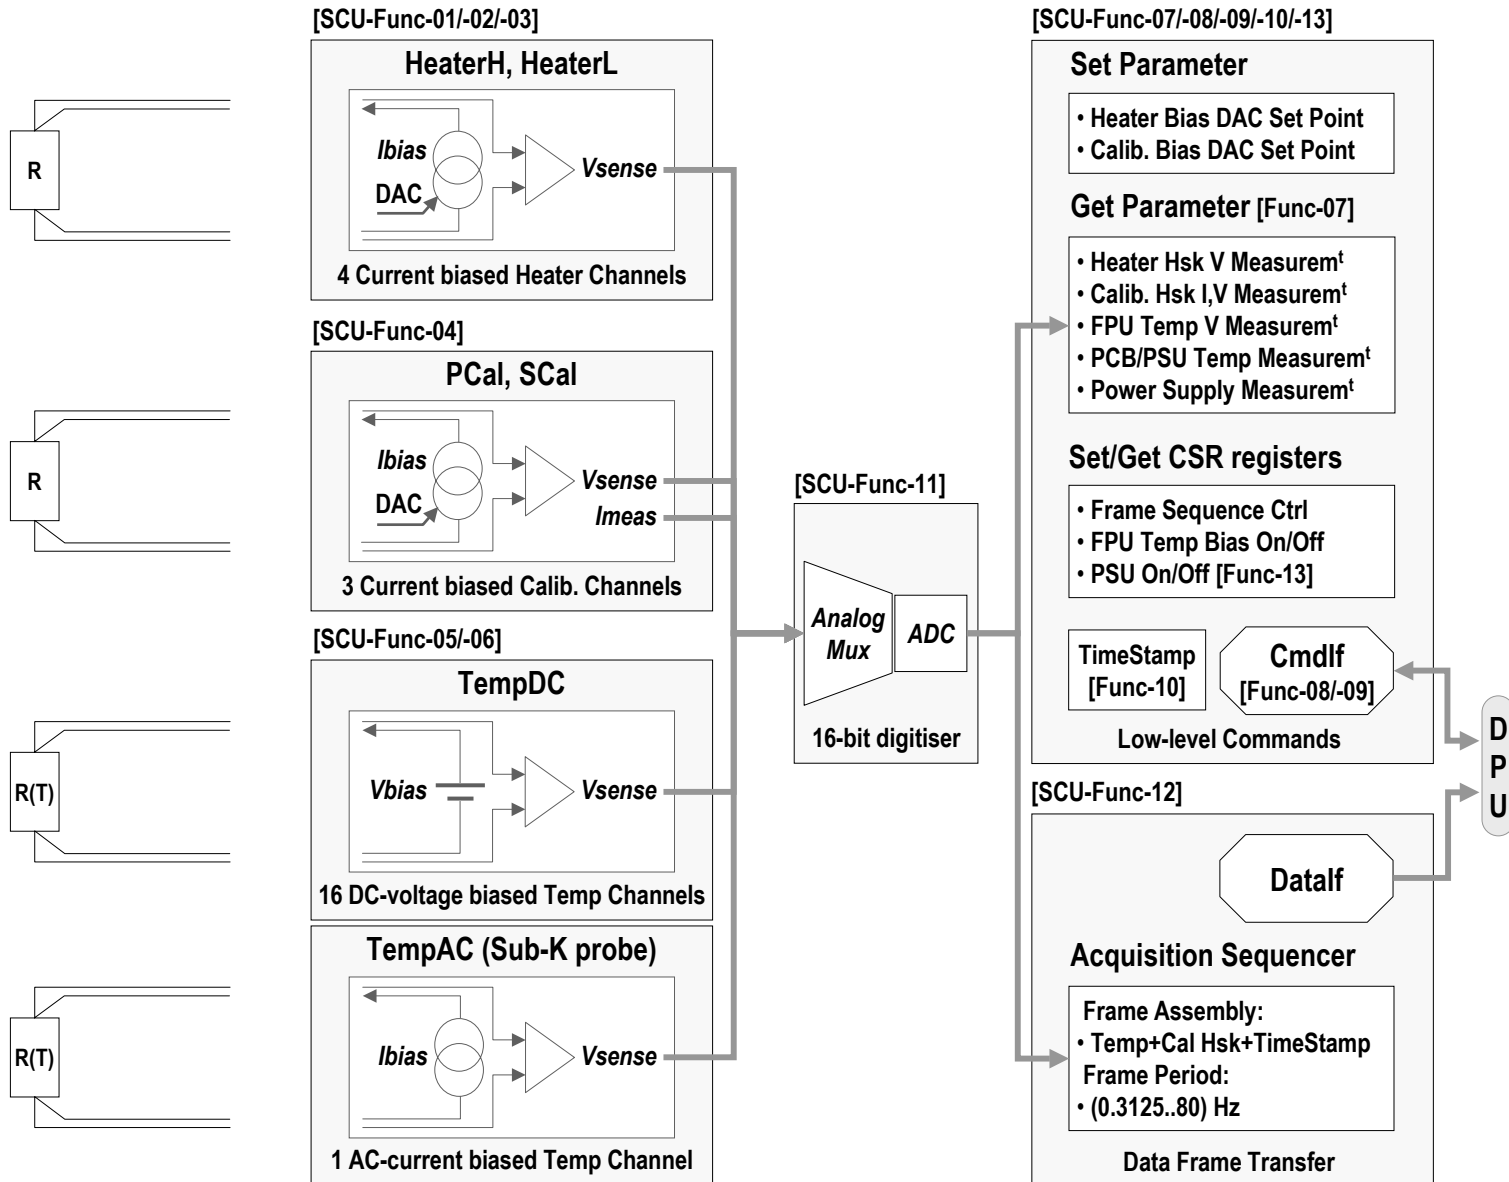 [SCU-Func-01/-02/-03]
HeaterH, HeaterL
R
Ibias
DAC
Vsense
4 Current biased Heater Channels
[SCU-Func-04]
PCal, SCal
R
Ibias
DAC
Vsense
Imeas
3 Current biased Calib. Channels
[SCU-Func-05/-06]
TempDC
R(T)
Vbias
Vsense
16 DC-voltage biased Temp Channels
TempAC (Sub-K probe)
R(T)
Ibias
Vsense
1 AC-current biased Temp Channel
[SCU-Func-11]
Analog
Mux
ADC
16-bit digitiser
[SCU-Func-07/-08/-09/-10/-13]
Set Parameter
• Heater Bias DAC Set Point
• Calib. Bias DAC Set Point
Get Parameter [Func-07]
• Heater Hsk V Measuremᵗ
• Calib. Hsk I,V Measuremᵗ
• FPU Temp V Measuremᵗ
• PCB/PSU Temp Measuremᵗ
• Power Supply Measuremᵗ
Set/Get CSR registers
• Frame Sequence Ctrl
• FPU Temp Bias On/Off
• PSU On/Off [Func-13]
TimeStamp
[Func-10]
CmdIf
[Func-08/-09]
Low-level Commands
[SCU-Func-12]
DataIf
Acquisition Sequencer
Frame Assembly:
• Temp+Cal Hsk+TimeStamp
Frame Period:
• (0.3125..80) Hz
Data Frame Transfer
D
P
U